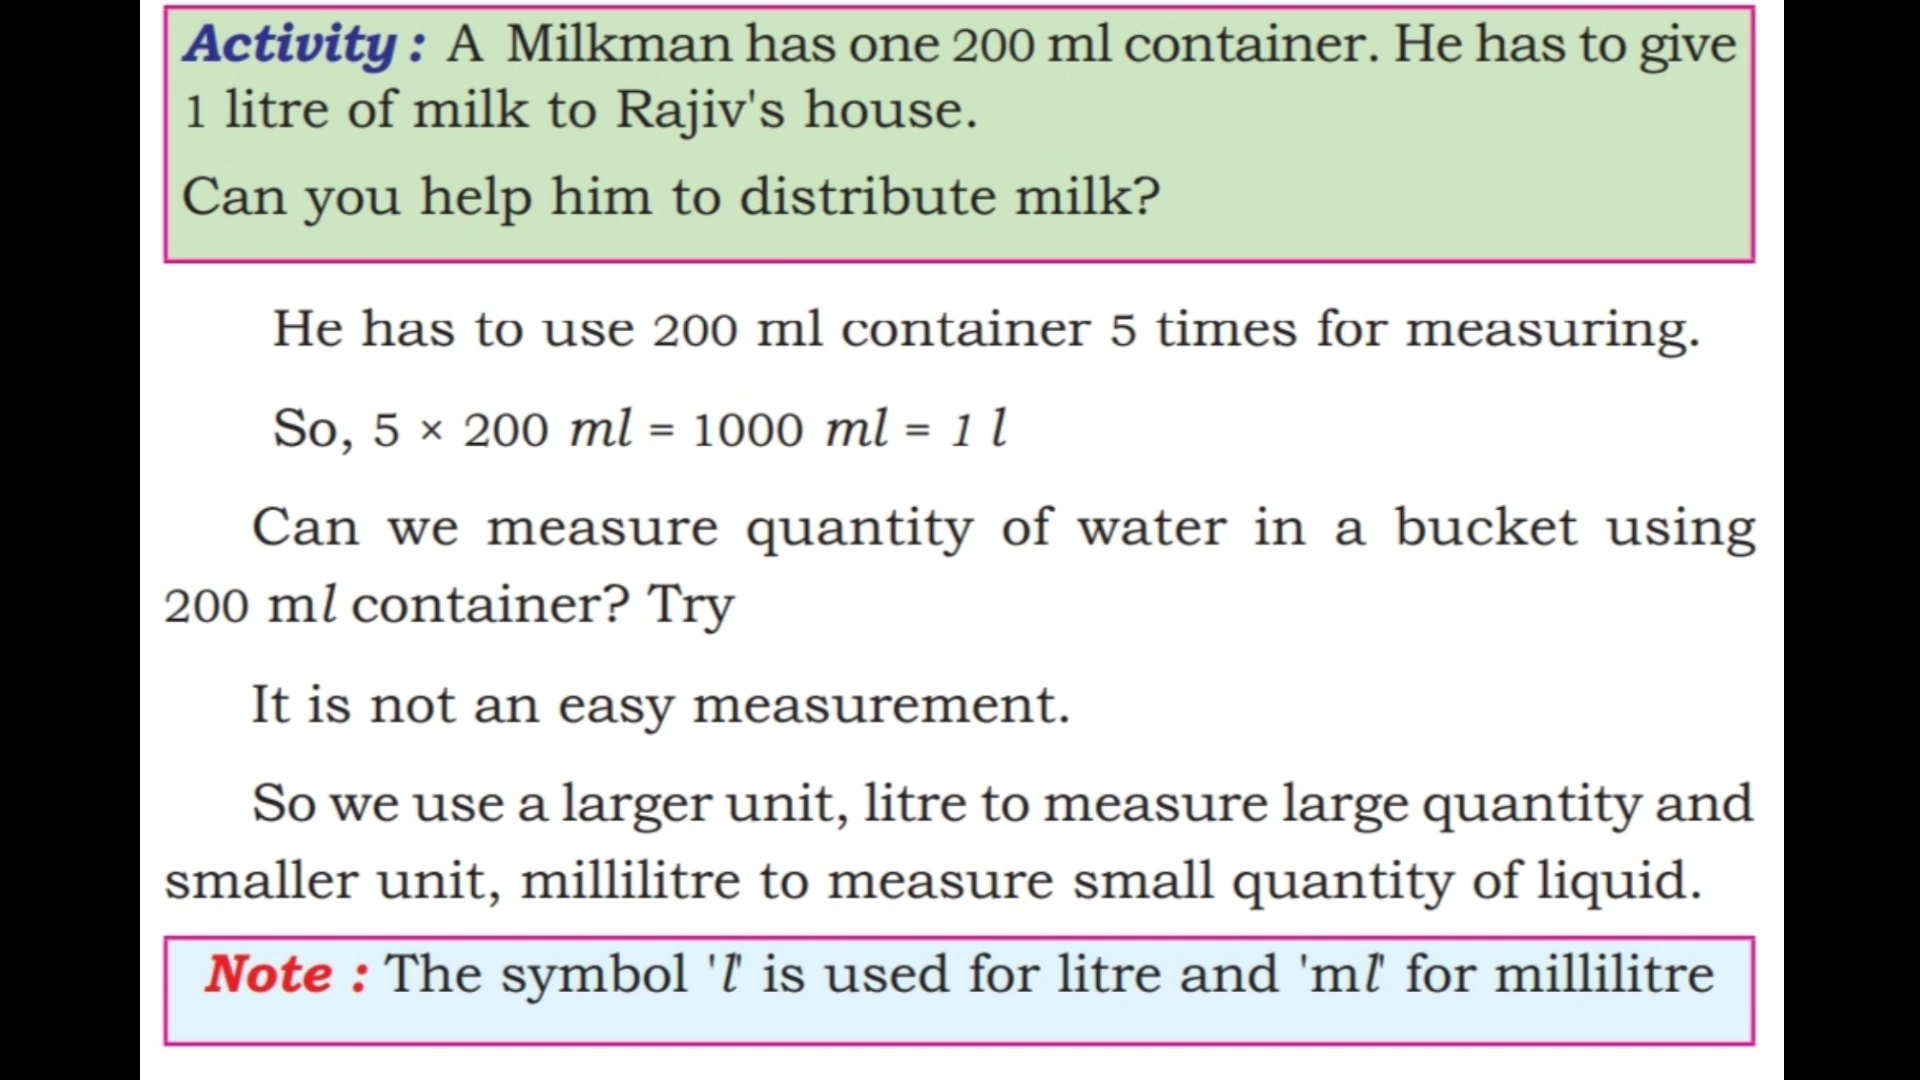 Activity : A Milkman has one 200 ml container. He has to give
1 litre of milk to Rajiv's house.
Can you help him to distribute milk?
He has to use 200 ml container 5 times for measuring.
So, 5 × 200 ml = 1000 ml = 1 l
Can we measure quantity of water in a bucket using
200 ml container? Try
It is not an easy measurement.
So we use a larger unit, litre to measure large quantity and
smaller unit, millilitre to measure small quantity of liquid.
Note : The symbol 'l' is used for litre and 'ml' for millilitre